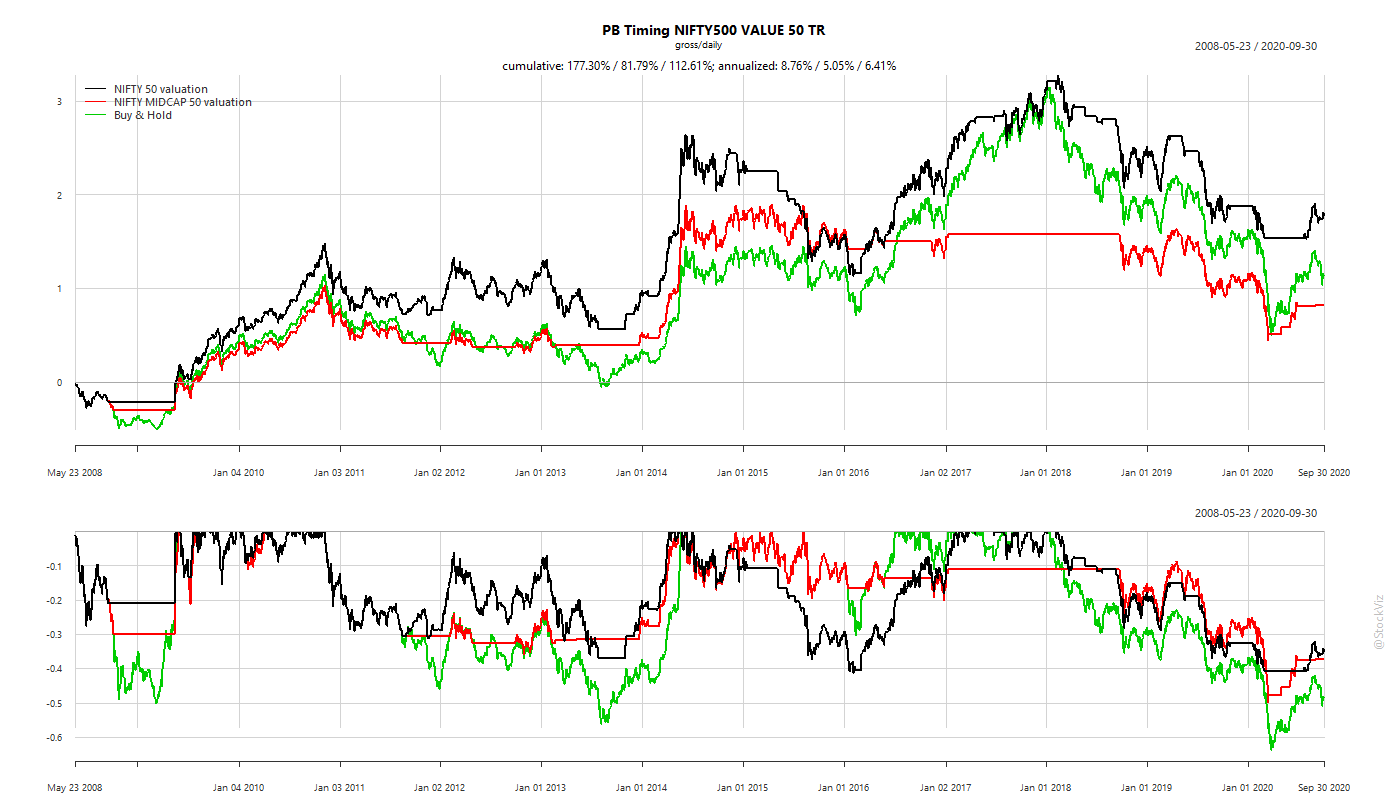 PB Timing NIFTY500 VALUE 50 TR
gross/daily
2008-05-23 / 2020-09-30
cumulative: 177.30% / 81.79% / 112.61%; annualized: 8.76% / 5.05% / 6.41%
NIFTY 50 valuation
NIFTY MIDCAP 50 valuation
Buy & Hold
3
2
1
0
May 23 2008 Jan 04 2010 Jan 03 2011 Jan 02 2012 Jan 01 2013 Jan 01 2014 Jan 01 2015 Jan 01 2016 Jan 02 2017 Jan 01 2018 Jan 01 2019 Jan 01 2020 Sep 30 2020
2008-05-23 / 2020-09-30
-0.1
-0.2
-0.3
-0.4
-0.5
-0.6
May 23 2008 Jan 04 2010 Jan 03 2011 Jan 02 2012 Jan 01 2013 Jan 01 2014 Jan 01 2015 Jan 01 2016 Jan 02 2017 Jan 01 2018 Jan 01 2019 Jan 01 2020 Sep 30 2020
@StockViz